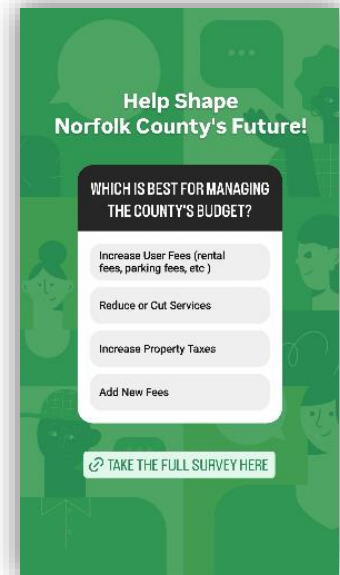 Help Shape
Norfolk County's Future!
WHICH IS BEST FOR MANAGING
THE COUNTY'S BUDGET?
Increase User Fees (rental
fees, parking fees, etc )
Reduce or Cut Services
Increase Property Taxes
Add New Fees
TAKE THE FULL SURVEY HERE